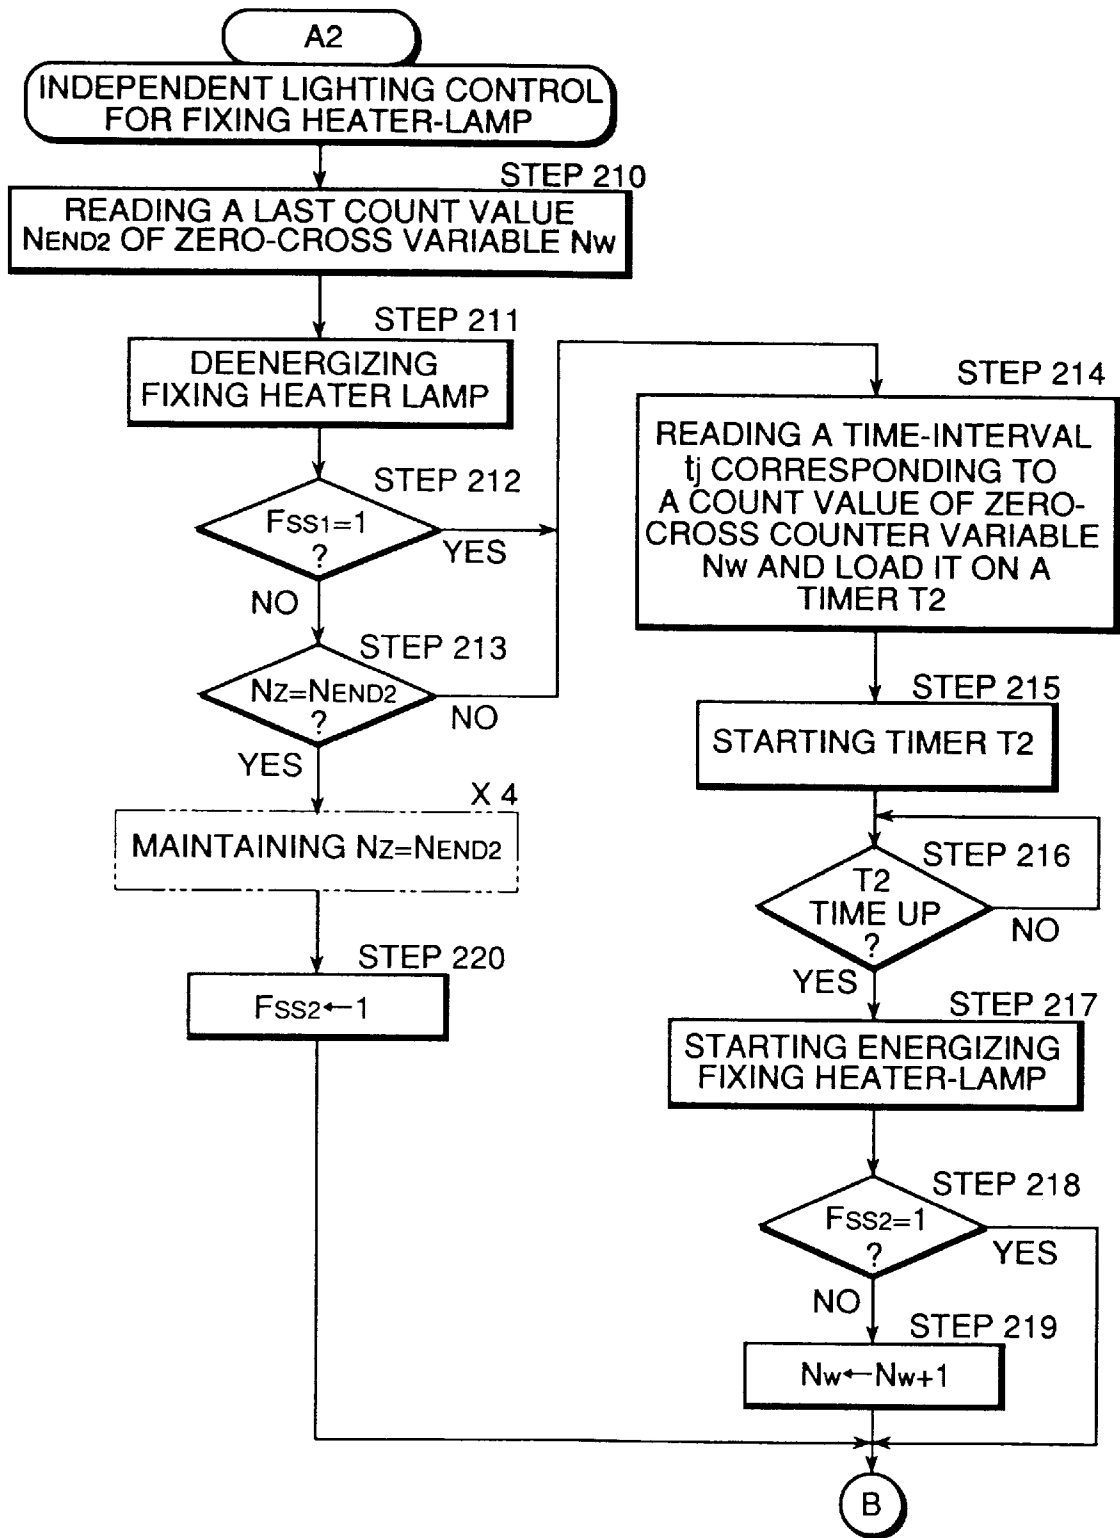 A2
INDEPENDENT LIGHTING CONTROL
FOR FIXING HEATER-LAMP
STEP 210
READING A LAST COUNT VALUE
NEND2 OF ZERO-CROSS VARIABLE NW
STEP 211
DEENERGIZING
FIXING HEATER LAMP
STEP 212
FSS1=1
?
YES
NO
STEP 213
NZ=NEND2
?
NO
YES
X 4
MAINTAINING NZ=NEND2
STEP 220
FSS2←1
STEP 214
READING A TIME-INTERVAL
tj CORRESPONDING TO
A COUNT VALUE OF ZERO-
CROSS COUNTER VARIABLE
NW AND LOAD IT ON A
TIMER T2
STEP 215
STARTING TIMER T2
STEP 216
T2
TIME UP
?
NO
YES
STEP 217
STARTING ENERGIZING
FIXING HEATER-LAMP
STEP 218
FSS2=1
?
YES
NO
STEP 219
NW←NW+1
B